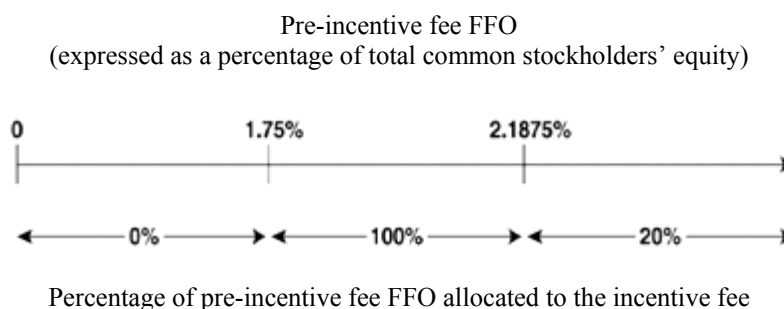 Pre-incentive fee FFO
(expressed as a percentage of total common stockholders’ equity)
0 1.75% 2.1875%
0% 100% 20%
Percentage of pre-incentive fee FFO allocated to the incentive fee